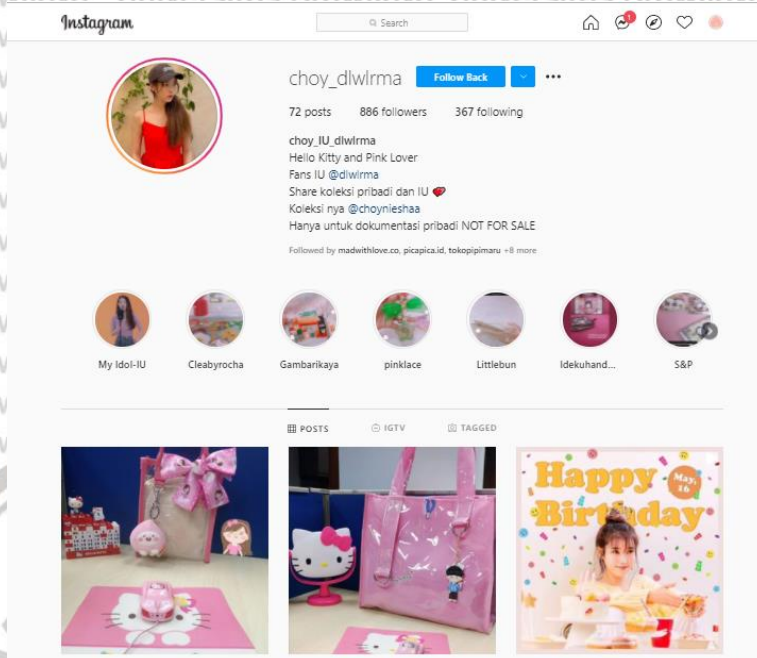 Instagram
Search
1
choy_dlwlrma Follow Back
72 posts 886 followers 367 following
choy_IU_dlwlrma
Hello Kitty and Pink Lover
Fans IU @dlwlrma
Share koleksi pribadi dan IU
Koleksi nya @choynieshaa
Hanya untuk dokumentasi pribadi NOT FOR SALE
Followed by madwithlove.co, picapica.id, tokopipimaru +8 more
My Idol-IU Cleabyrocha Gambarikaya pinklace Littlebun Idekuhand... S&P
POSTS IGTV TAGGED
Happy
May, 16
Birthday